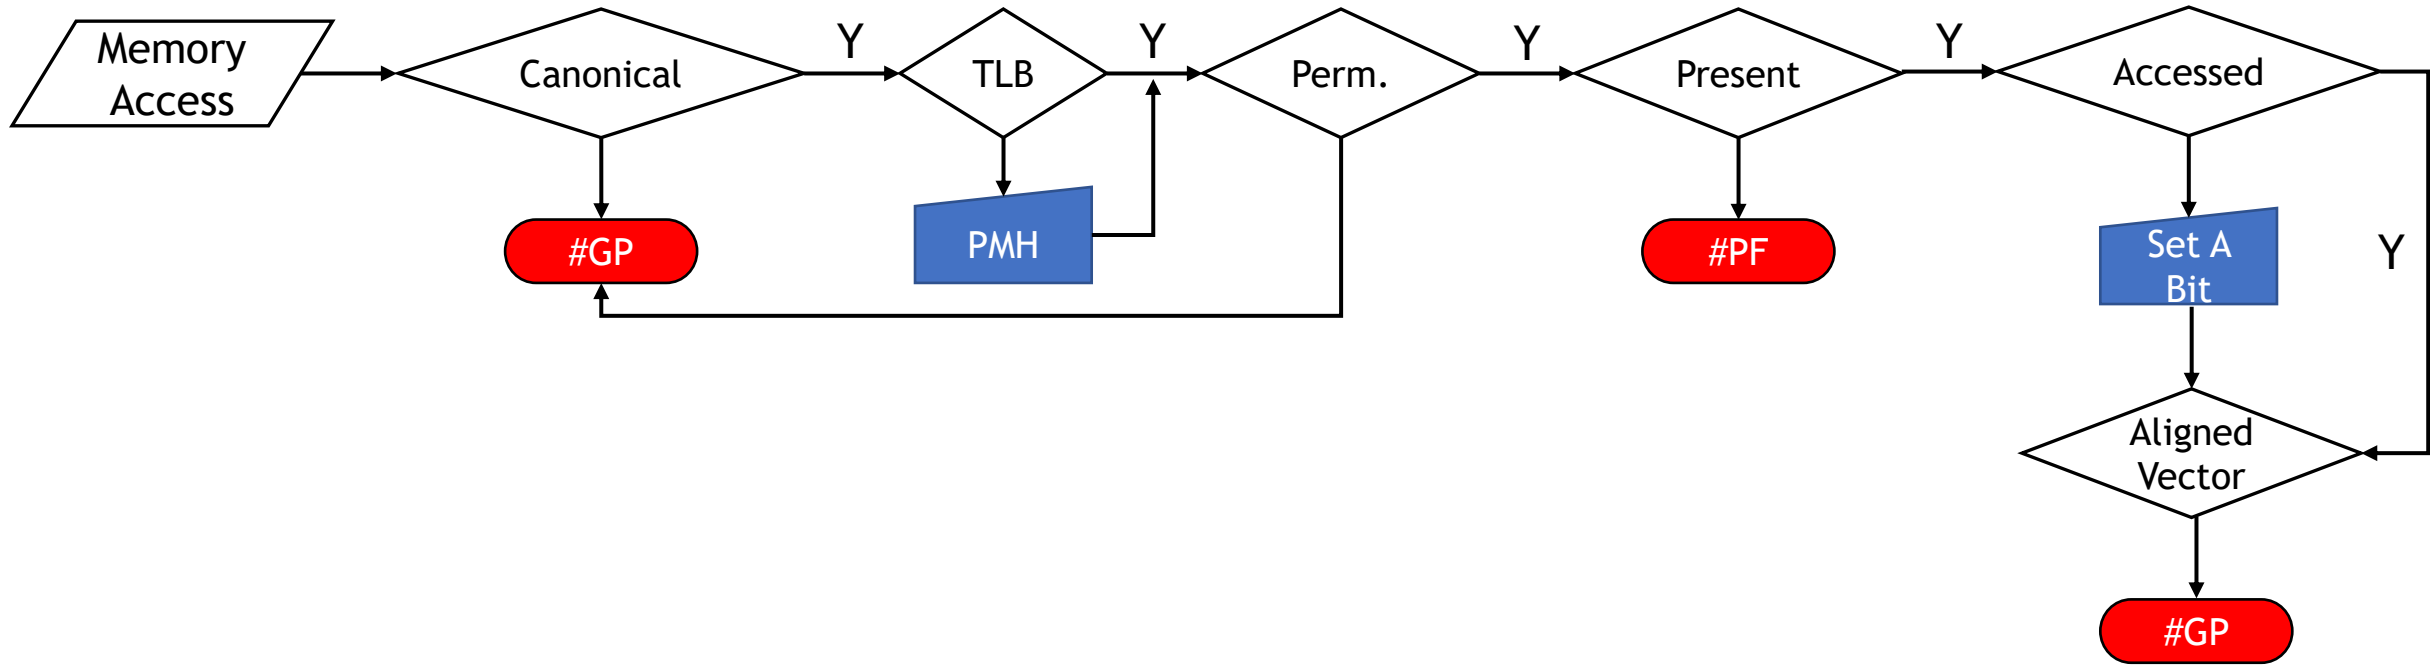 Memory
Access
Canonical
Y
TLB
Y
Perm.
Y
Present
Y
Accessed
#GP
PMH
#PF
Set A
Bit
Y
Aligned
Vector
#GP